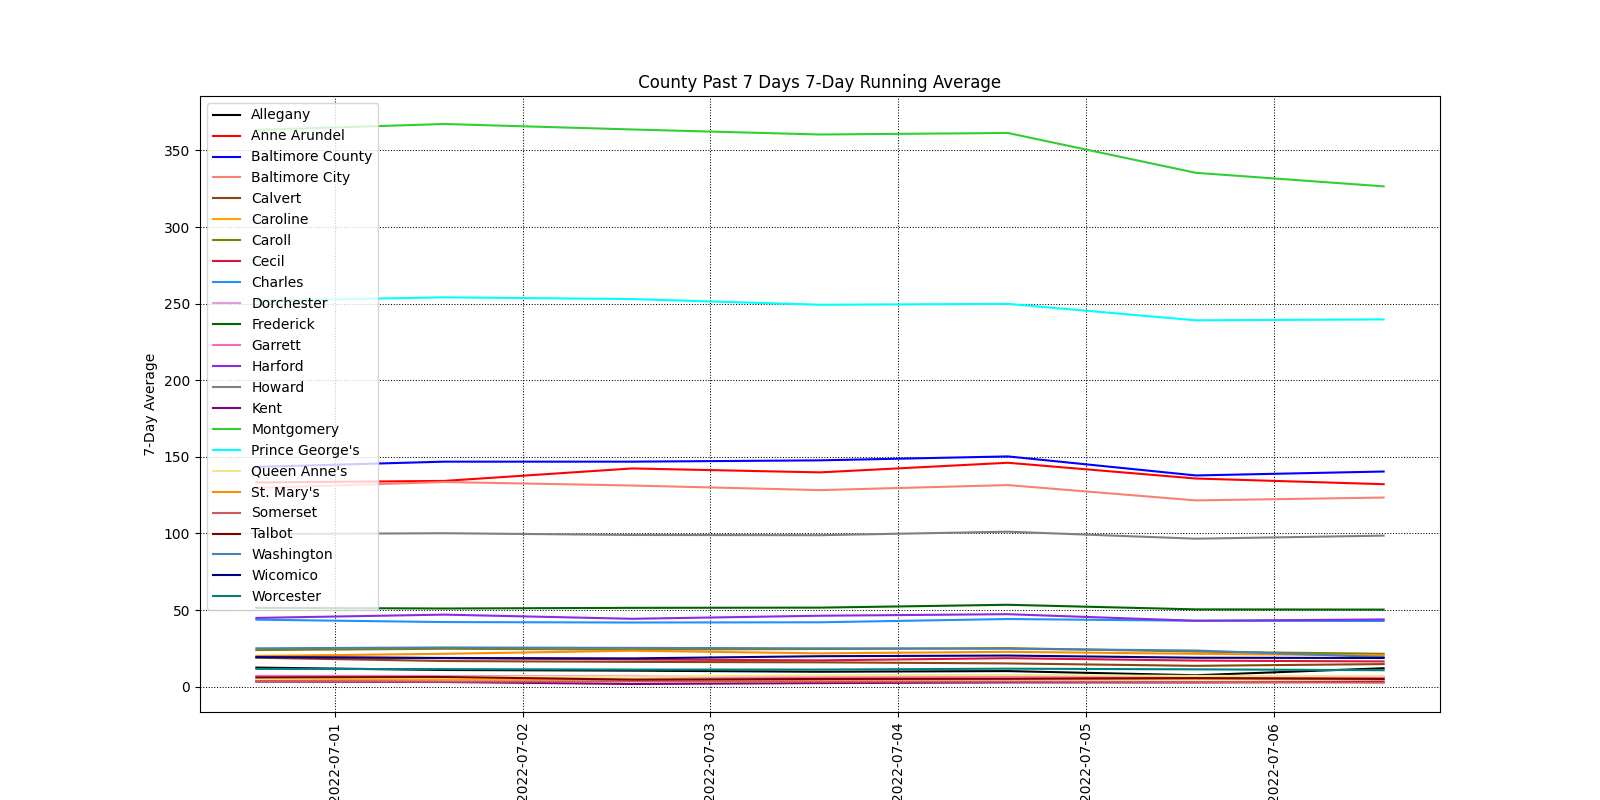 County Past 7 Days 7-Day Running Average
Allegany
Anne Arundel
Baltimore County
Baltimore City
Calvert
Caroline
Caroll
Cecil
Charles
Dorchester
Frederick
Garrett
Harford
Howard
Kent
Montgomery
Prince George's
Queen Anne's
St. Mary's
Somerset
Talbot
Washington
Wicomico
Worcester
7-Day Average
350
300
250
200
150
100
50
0
2022-07-01
2022-07-02
2022-07-03
2022-07-04
2022-07-05
2022-07-06